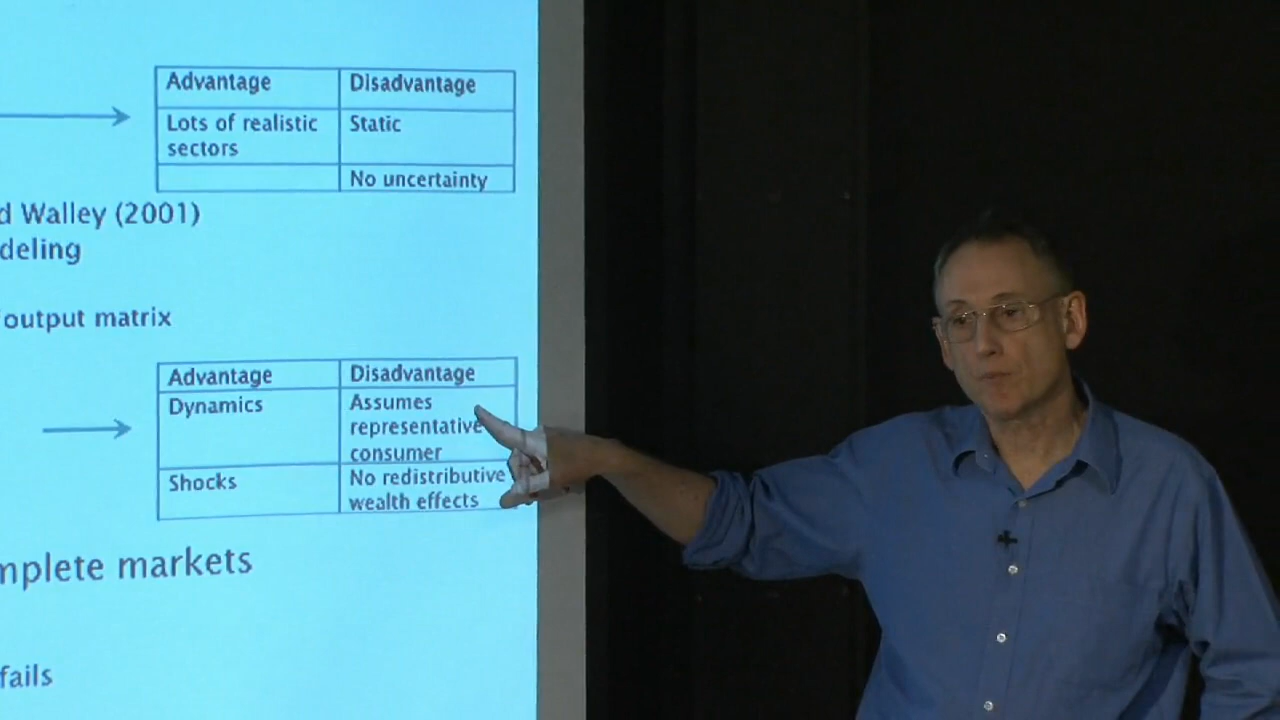 Advantage Disadvantage
Lots of realistic sectors Static
No uncertainty
d Walley (2001)
deling
output matrix
Advantage Disadvantage
Dynamics Assumes representative consumer
Shocks No redistributive wealth effects
mplete markets
fails